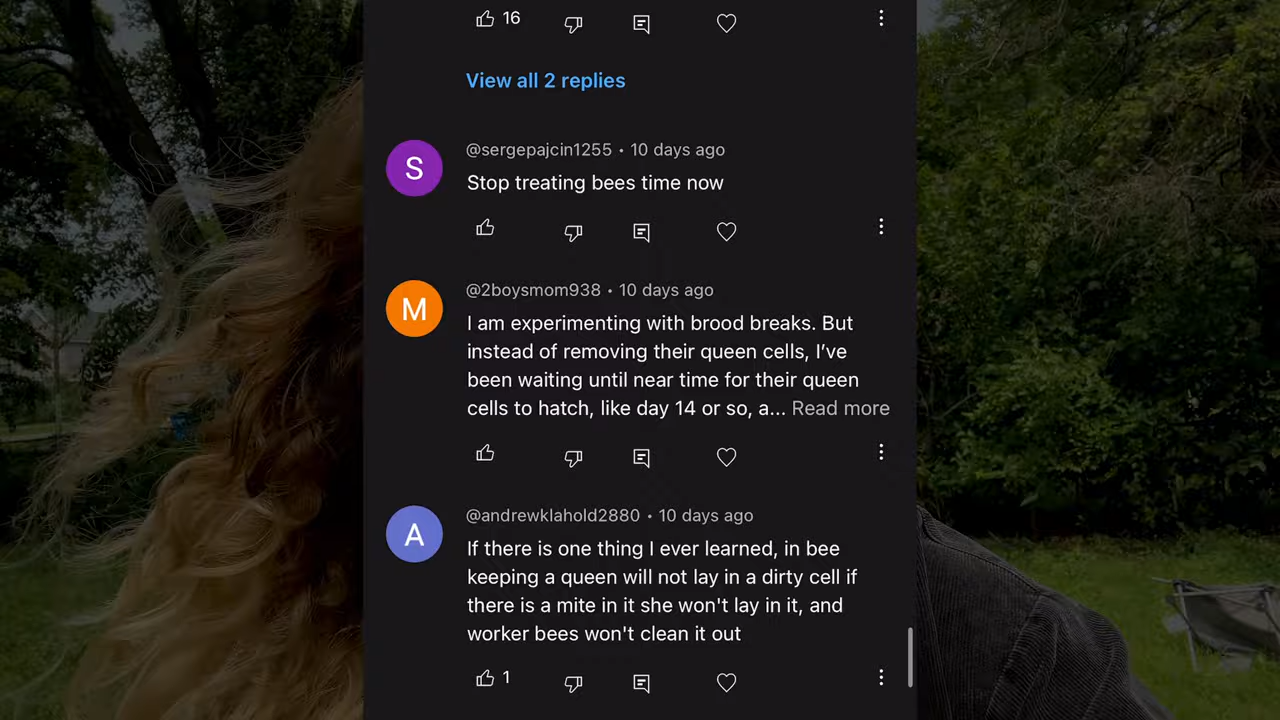 16
View all 2 replies
S
@sergepajcin1255 • 10 days ago
Stop treating bees time now
M
@2boysmom938 • 10 days ago
I am experimenting with brood breaks. But
instead of removing their queen cells, I’ve
been waiting until near time for their queen
cells to hatch, like day 14 or so, a... Read more
A
@andrewklahold2880 • 10 days ago
If there is one thing I ever learned, in bee
keeping a queen will not lay in a dirty cell if
there is a mite in it she won't lay in it, and
worker bees won't clean it out
1